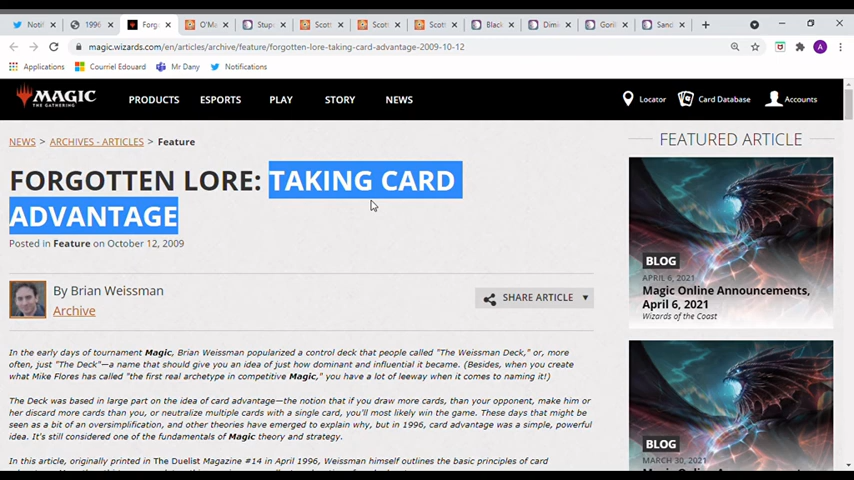 Notif
1996
Forg
O'Ma
Stup
Scott
Scott
Scott
Black
Dim
Gori
Sand
magic.wizards.com/en/articles/archive/feature/forgotten-lore-taking-card-advantage-2009-10-12
A
Applications
Courriel Edouard
Mr Dany
Notifications
MAGIC
THE GATHERING
PRODUCTS
ESPORTS
PLAY
STORY
NEWS
Locator
Card Database
Accounts
NEWS > ARCHIVES - ARTICLES > Feature
FORGOTTEN LORE: TAKING CARD
ADVANTAGE
Posted in Feature on October 12, 2009
By Brian Weissman
Archive
SHARE ARTICLE
In the early days of tournament Magic, Brian Weissman popularized a control deck that people called "The Weissman Deck," or, more
often, just "The Deck"—a name that should give you an idea of just how dominant and influential it became. (Besides, when you create
what Mike Flores has called "the first real archetype in competitive Magic," you have a lot of leeway when it comes to naming it!)
The Deck was based in large part on the idea of card advantage—the notion that if you draw more cards, than your opponent, make him or
her discard more cards than you, or neutralize multiple cards with a single card, you'll most likely win the game. These days that might be
seen as a bit of an oversimplification, and other theories have emerged to explain why, but in 1996, card advantage was a simple, powerful
idea. It's still considered one of the fundamentals of Magic theory and strategy.
In this article, originally printed in The Duelist Magazine #14 in April 1996, Weissman himself outlines the basic principles of card
FEATURED ARTICLE
BLOG
APRIL 6, 2021
Magic Online Announcements,
April 6, 2021
Wizards of the Coast
BLOG
MARCH 30, 2021